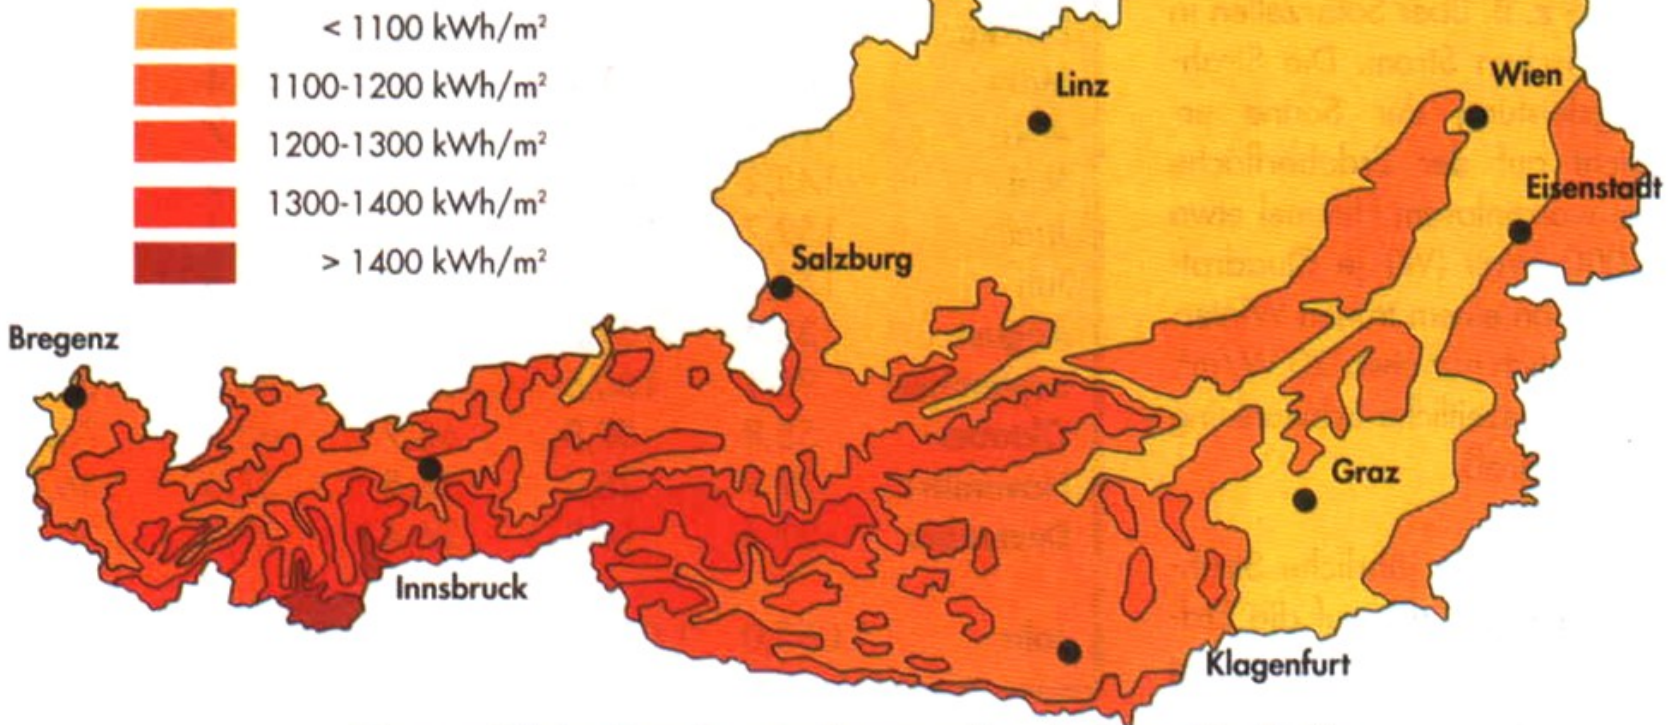 < 1100 kWh/m²
1100-1200 kWh/m²
1200-1300 kWh/m²
1300-1400 kWh/m²
> 1400 kWh/m²
Wien
Linz
Eisenstadt
Salzburg
Bregenz
Graz
Innsbruck
Klagenfurt